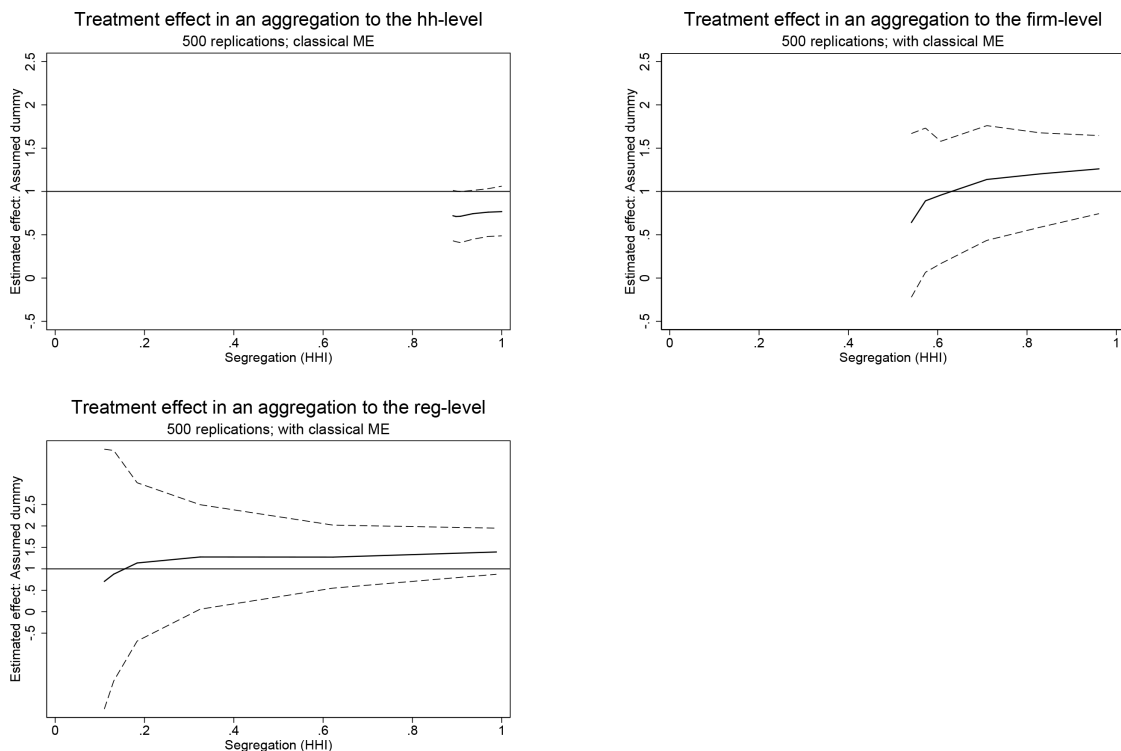 Treatment effect in an aggregation to the hh-level
500 replications; classical ME
Estimated effect: Assumed dummy
2.5
2
1.5
1
.5
0
-.5
0 .2 .4 .6 .8 1
Segregation (HHI)
Treatment effect in an aggregation to the firm-level
500 replications; with classical ME
Estimated effect: Assumed dummy
2.5
2
1.5
1
.5
0
-.5
0 .2 .4 .6 .8 1
Segregation (HHI)
Treatment effect in an aggregation to the reg-level
500 replications; with classical ME
Estimated effect: Assumed dummy
2.5
2
1.5
1
.5
0
-.5
0 .2 .4 .6 .8 1
Segregation (HHI)